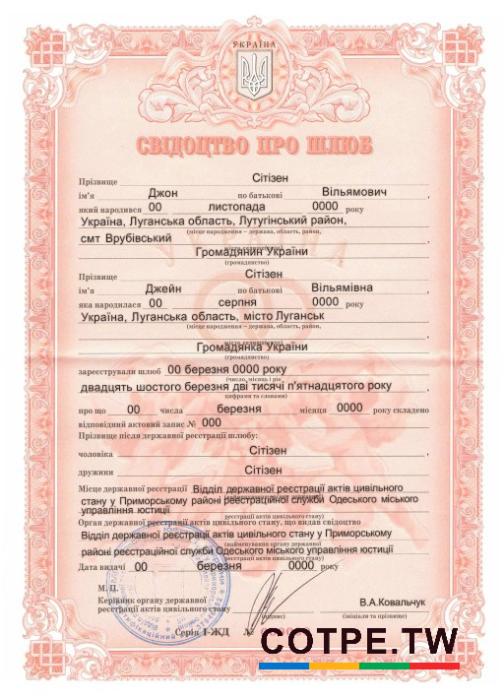 УКРАЇНА
СВІДОЦТВО ПРО ШЛЮБ
Прізвище Сітізен
ім'я Джон по батькові Вільямович
який народився 00 листопада 0000 року
Україна, Луганська область, Лутугінський район,
(місце народження – держава, область, район,
смт Врубівський
Громадянин України
(громадянство)
Прізвище Сітізен
ім'я Джейн по батькові Вільямівна
яка народилася 00 серпня 0000 року
Україна, Луганська область, місто Луганськ
(місце народження – держава, область, район,
Громадянка України
(громадянство)
зареєстрували шлюб 00 березня 0000 року
(число, місяць і рік
двадцять шостого березня дві тисячі п'ятнадцятого року
цифрами та словами)
про що 00 числа березня місяця 0000 року складено
відповідний актовий запис № 000
Прізвище після державної реєстрації шлюбу:
чоловіка Сітізен
дружини Сітізен
Місце державної реєстрації Відділ державної реєстрації актів цивільного
стану у Приморському районі реєстраційної служби Одеського міського
управління юстиції
реєстрації актів цивільного стану)
Орган державної реєстрації актів цивільного стану, що видав свідоцтво
Відділ державної реєстрації актів цивільного стану у Приморському
(найменування органу державної
районі реєстраційної служби Одеського міського управління юстиції
реєстрації актів цивільного стану)
Дата видачі 00 березня 0000 року
М. П.
Керівник органу державної
реєстрації актів цивільного стану В.А.Ковальчук
(підпис) (ініціали та прізвище)
Серія І-ЖД №
COTPE.TW